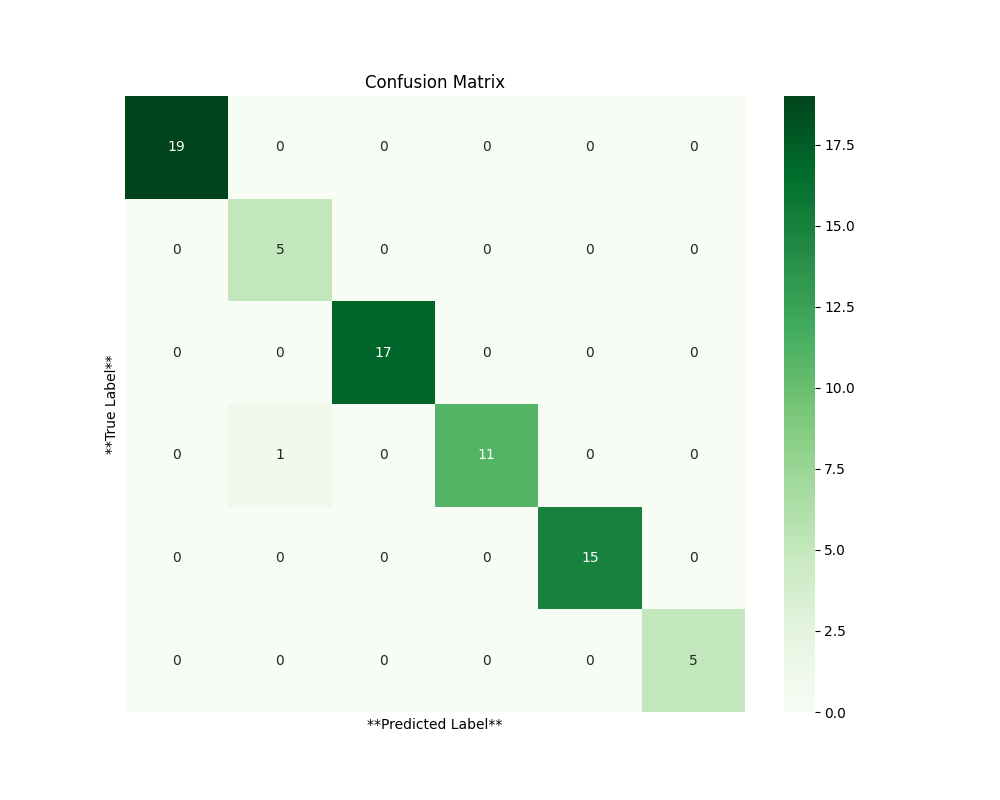 Confusion Matrix
19 0 0 0 0 0
0 5 0 0 0 0
0 0 17 0 0 0
0 1 0 11 0 0
0 0 0 0 15 0
0 0 0 0 0 5
**True Label**
**Predicted Label**
17.5
15.0
12.5
10.0
7.5
5.0
2.5
0.0